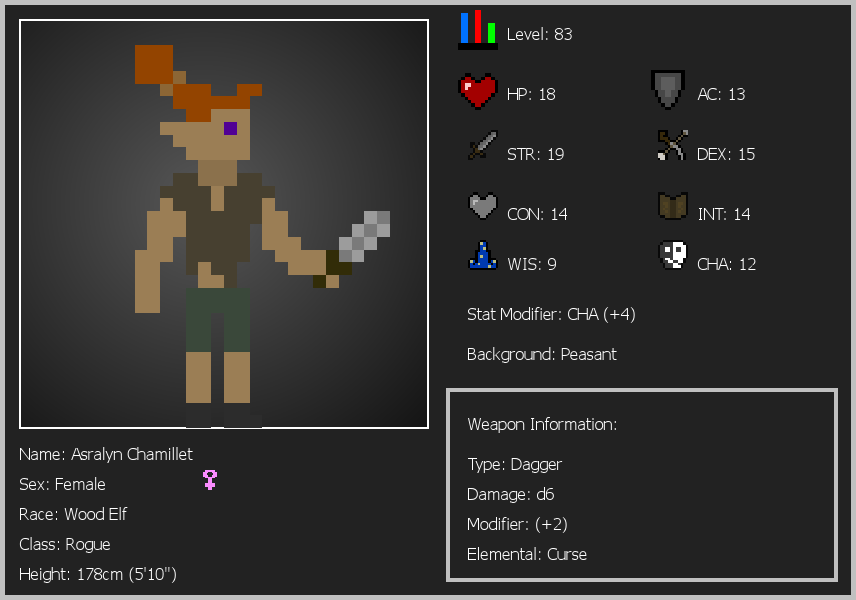 Level: 83
HP: 18
AC: 13
STR: 19
DEX: 15
CON: 14
INT: 14
WIS: 9
CHA: 12
Stat Modifier: CHA (+4)
Background: Peasant
Weapon Information:
Type: Dagger
Damage: d6
Modifier: (+2)
Elemental: Curse
Name: Asralyn Chamillet
Sex: Female
Race: Wood Elf
Class: Rogue
Height: 178cm (5'10")